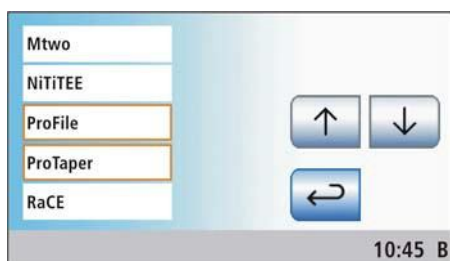 Mtwo
NiTiTEE
ProFile
ProTaper
RaCE
10:45 B